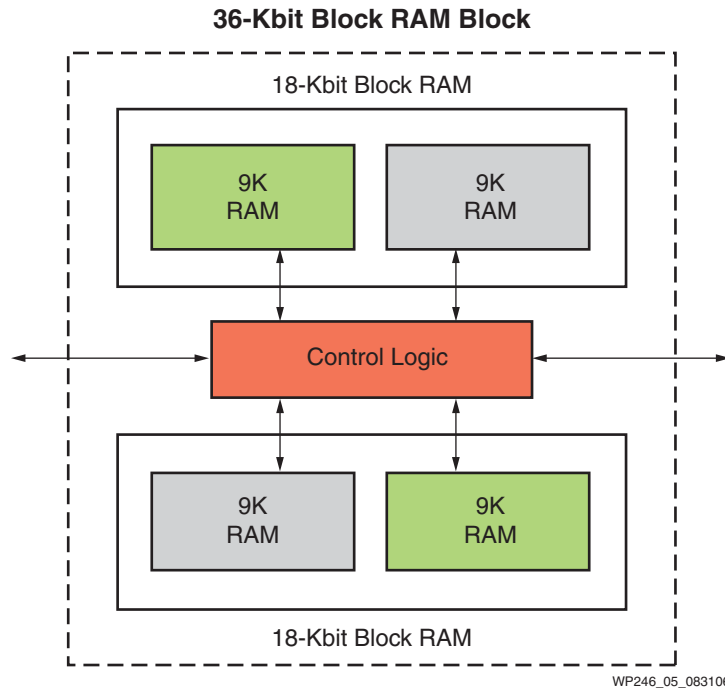 36-Kbit Block RAM Block
18-Kbit Block RAM
9K
RAM
9K
RAM
Control Logic
9K
RAM
9K
RAM
18-Kbit Block RAM
WP246_05_083106